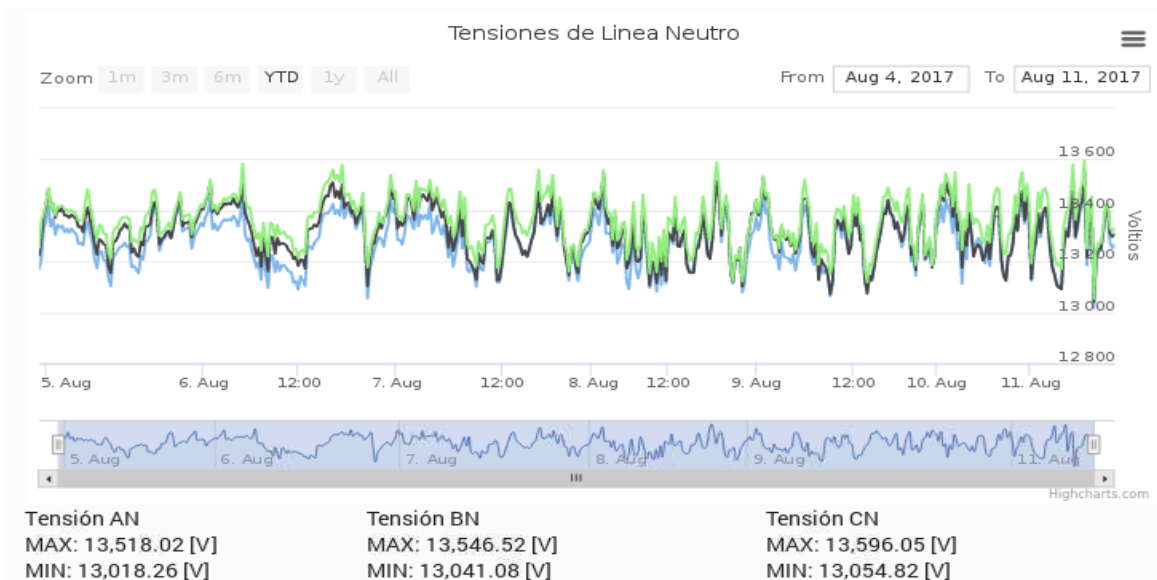 Tensiones de Linea Neutro
Zoom 1m 3m 6m YTD 1y All From Aug 4, 2017 To Aug 11, 2017
13 600
13 400
13 200
13 000
12 800
Voltios
5. Aug 6. Aug 12:00 7. Aug 12:00 8. Aug 12:00 9. Aug 12:00 10. Aug 11. Aug
5. Aug 6. Aug 7. Aug 8. Aug 9. Aug 11. Aug
Highcharts.com
Tensión AN Tensión BN Tensión CN
MAX: 13,518.02 [V] MAX: 13,546.52 [V] MAX: 13,596.05 [V]
MIN: 13,018.26 [V] MIN: 13,041.08 [V] MIN: 13,054.82 [V]